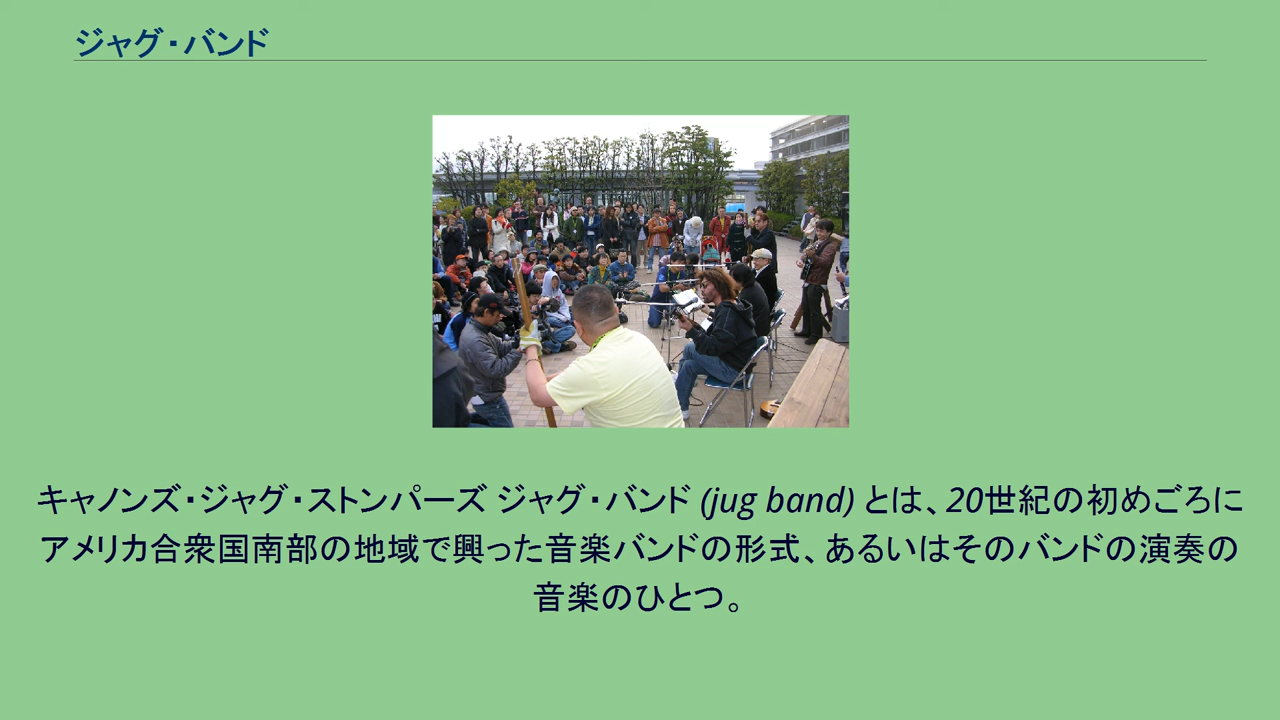 ジャグ・バンド
キャノンズ・ジャグ・ストンパーズ ジャグ・バンド (jug band) とは、20世紀の初めごろに
アメリカ合衆国南部の地域で興った音楽バンドの形式、あるいはそのバンドの演奏の
音楽のひとつ。